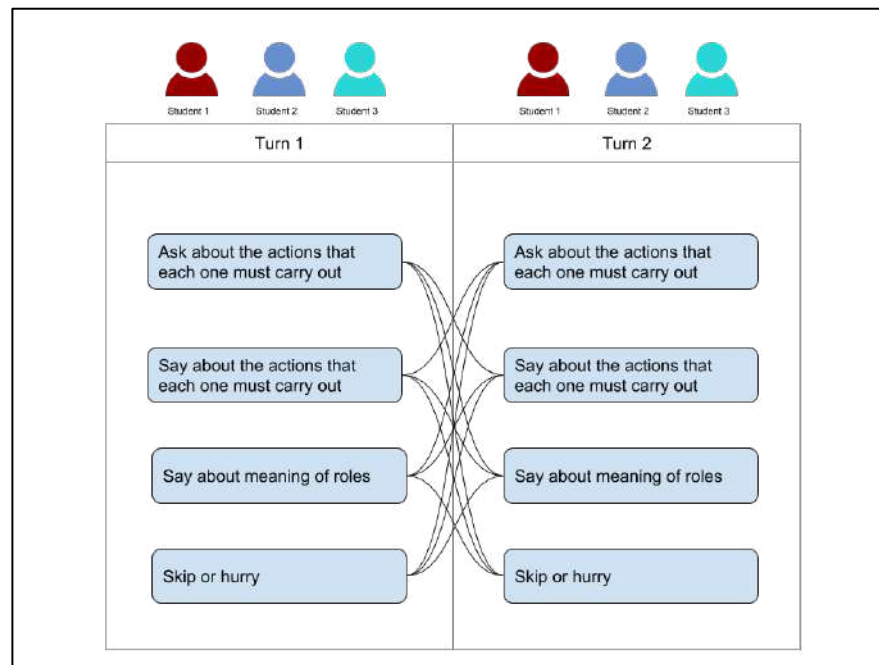 Student 1
Student 2
Student 3
Student 1
Student 2
Student 3
Turn 1
Turn 2
Ask about the actions that
each one must carry out
Say about the actions that
each one must carry out
Say about meaning of roles
Skip or hurry
Ask about the actions that
each one must carry out
Say about the actions that
each one must carry out
Say about meaning of roles
Skip or hurry